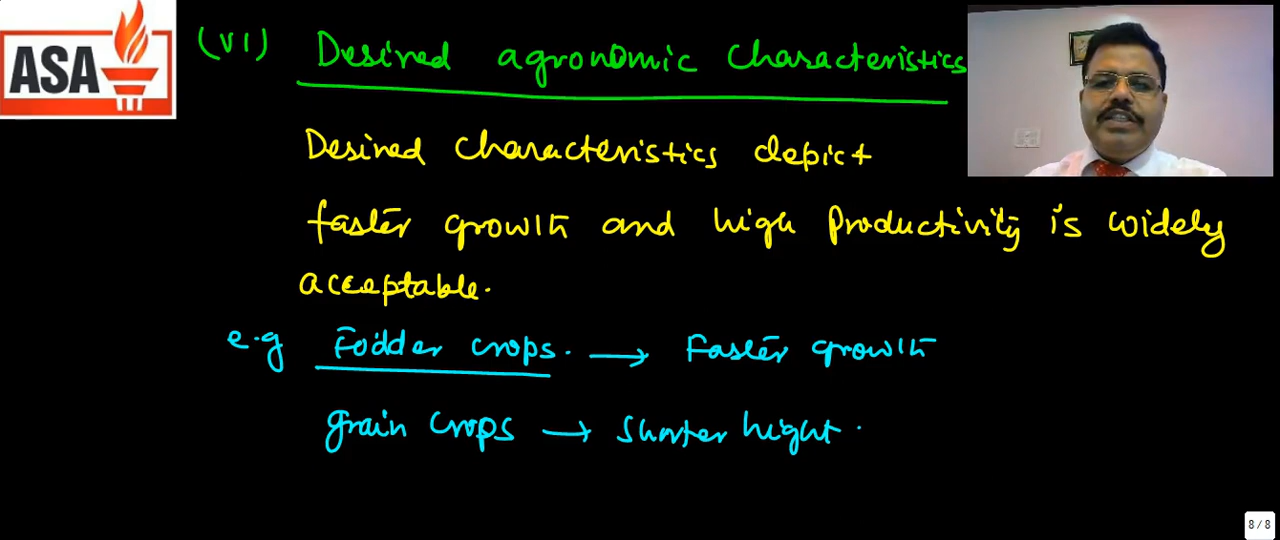 ASA
(VI) Desired agronomic characteristics
Desired characteristics depict
faster growth and high productivity is widely
acceptable.
e.g Fodder crops. → Faster growth
grain crops → shorter hight.
8/8